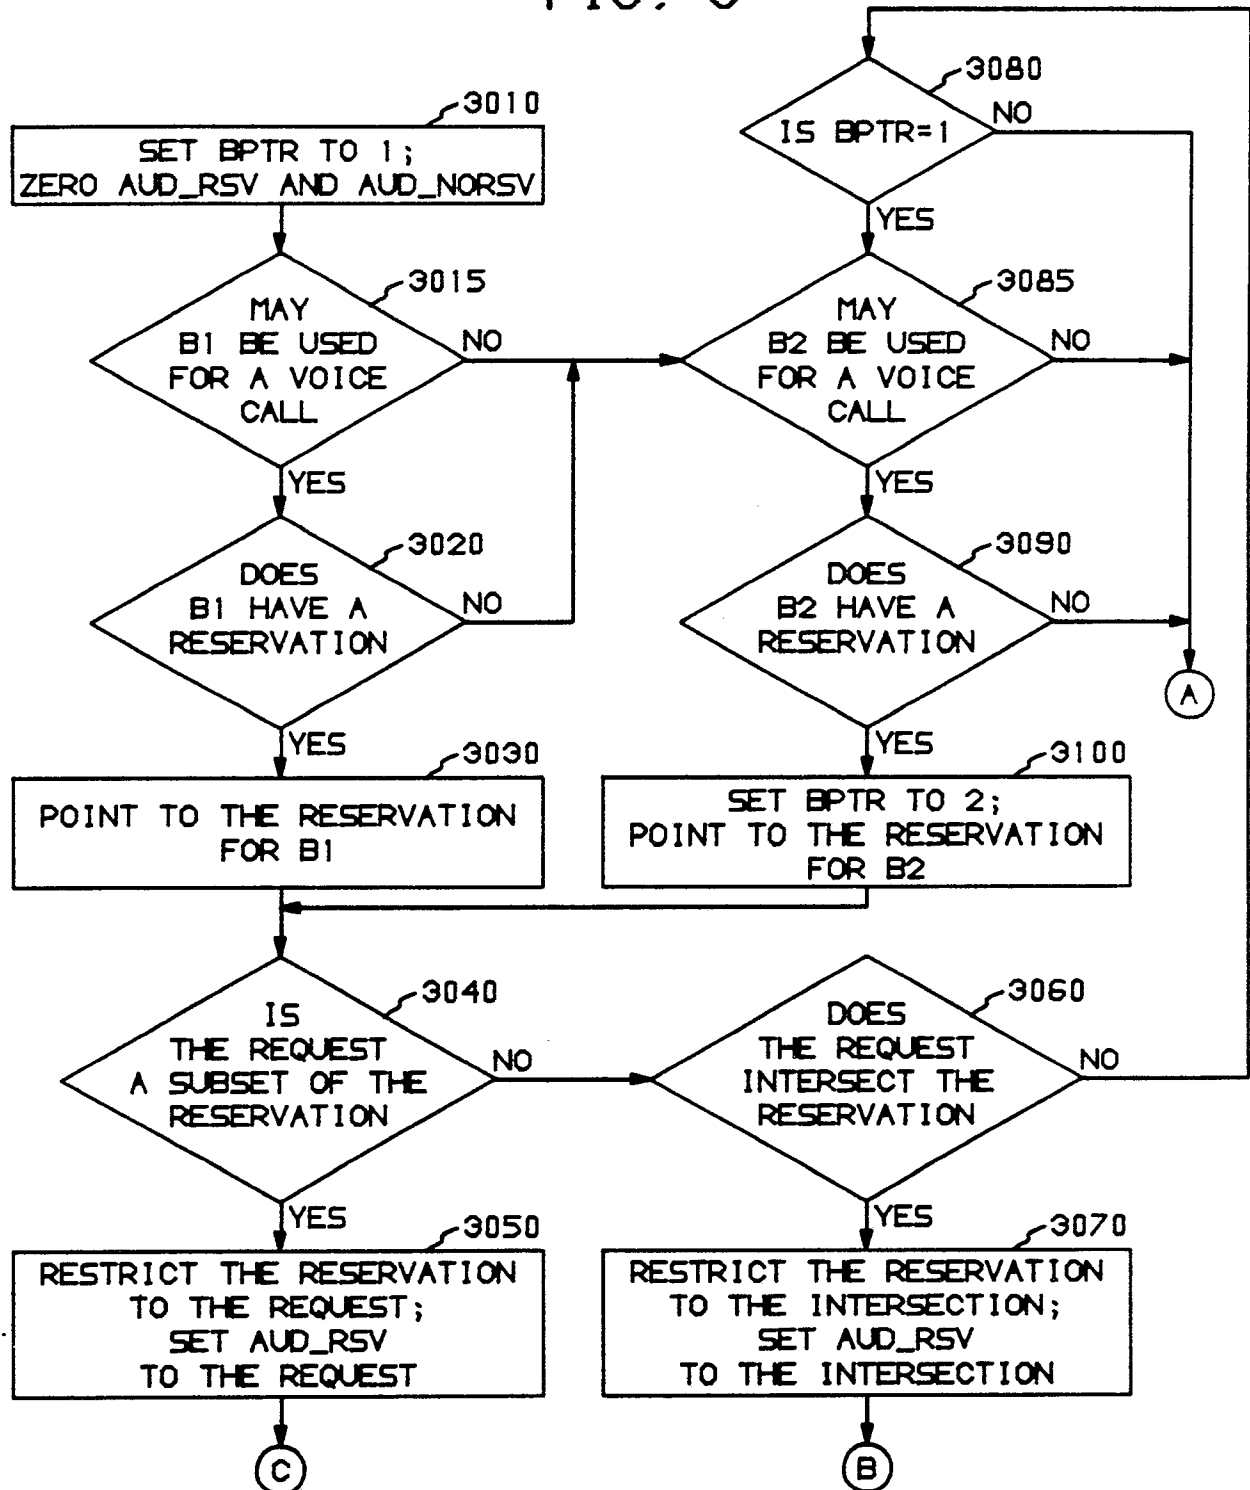 3010
SET BPTR TO 1;
ZERO AUD_RSV AND AUD_NORSV
3015
MAY
B1 BE USED
FOR A VOICE
CALL
NO
YES
3020
DOES
B1 HAVE A
RESERVATION
NO
YES
3030
POINT TO THE RESERVATION
FOR B1
3080
IS BPTR=1
NO
YES
3085
MAY
B2 BE USED
FOR A VOICE
CALL
NO
YES
3090
DOES
B2 HAVE A
RESERVATION
NO
A
YES
3100
SET BPTR TO 2;
POINT TO THE RESERVATION
FOR B2
3040
IS
THE REQUEST
A SUBSET OF THE
RESERVATION
NO
YES
3050
RESTRICT THE RESERVATION
TO THE REQUEST;
SET AUD_RSV
TO THE REQUEST
C
3060
DOES
THE REQUEST
INTERSECT THE
RESERVATION
NO
YES
3070
RESTRICT THE RESERVATION
TO THE INTERSECTION;
SET AUD_RSV
TO THE INTERSECTION
B